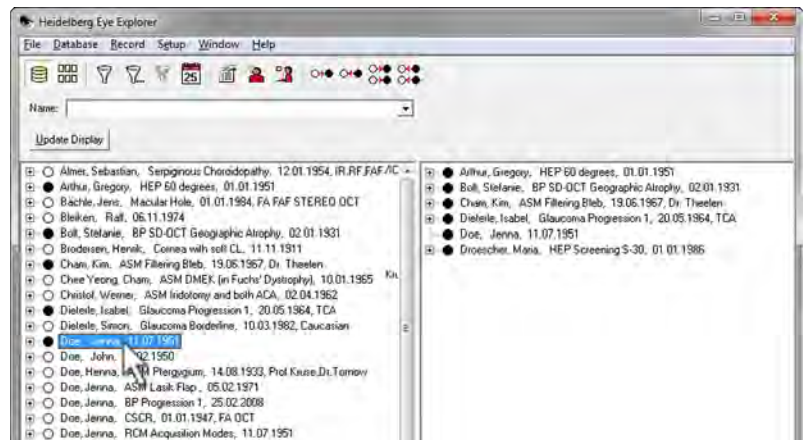 Heidelberg Eye Explorer
File Database Record Setup Window Help
25
Name:
Update Display
Almer, Sebastian, Serpiginous Choroidopathy, 12.01.1954, IR,RF,FAF/IC
Arthur, Gregory, HEP 60 degrees, 01.01.1951
Bächle, Jens, Macular Hole, 01.01.1984, FA FAF STEREO OCT
Bleiken, Ralf, 06.11.1974
Bolt, Stefanie, BP SD-OCT Geographic Atrophy, 02.01.1931
Brodersen, Henrik, Cornea with soft CL, 11.11.1911
Cham, Kim, ASM Filtering Bleb, 19.06.1967, Dr. Theelen
Chee Yeong, Cham, ASM DMEK (in Fuchs' Dystrophy), 10.01.1965
Christof, Werner, ASM Iridotomy and both ACA, 02.04.1962
Dieterle, Isabel, Glaucoma Progression 1, 20.05.1964, TCA
Dieterle, Simon, Glaucoma Borderline, 10.03.1982, Caucasian
Doe, Jenna, 11.07.1951
Doe, John, 02.1950
Doe, Henna, Pterygium, 14.08.1933, Prof Kruse,Dr.Tornow
Doe, Jenna, ASM Lasik Flap , 05.02.1971
Doe, Jenna, BP Progression 1, 25.02.2008
Doe, Jenna, CSCR, 01.01.1947, FA OCT
Doe, Jenna, RCM Acquisition Modes, 11.07.1951
Arthur, Gregory, HEP 60 degrees, 01.01.1951
Bolt, Stefanie, BP SD-OCT Geographic Atrophy, 02.01.1931
Cham, Kim, ASM Filtering Bleb, 19.06.1967, Dr. Theelen
Dieterle, Isabel, Glaucoma Progression 1, 20.05.1964, TCA
Doe, Jenna, 11.07.1951
Droescher, Maria, HEP Screening S-30, 01.01.1986